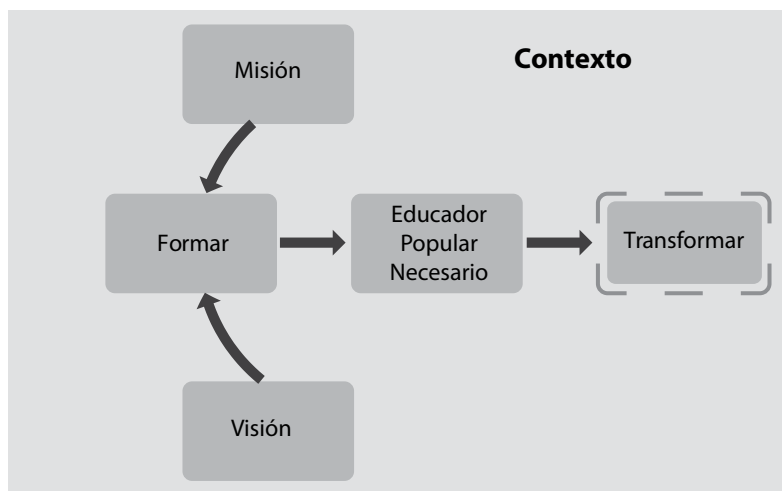 Misión
Contexto
Formar
Educador
Popular
Necesario
Transformar
Visión